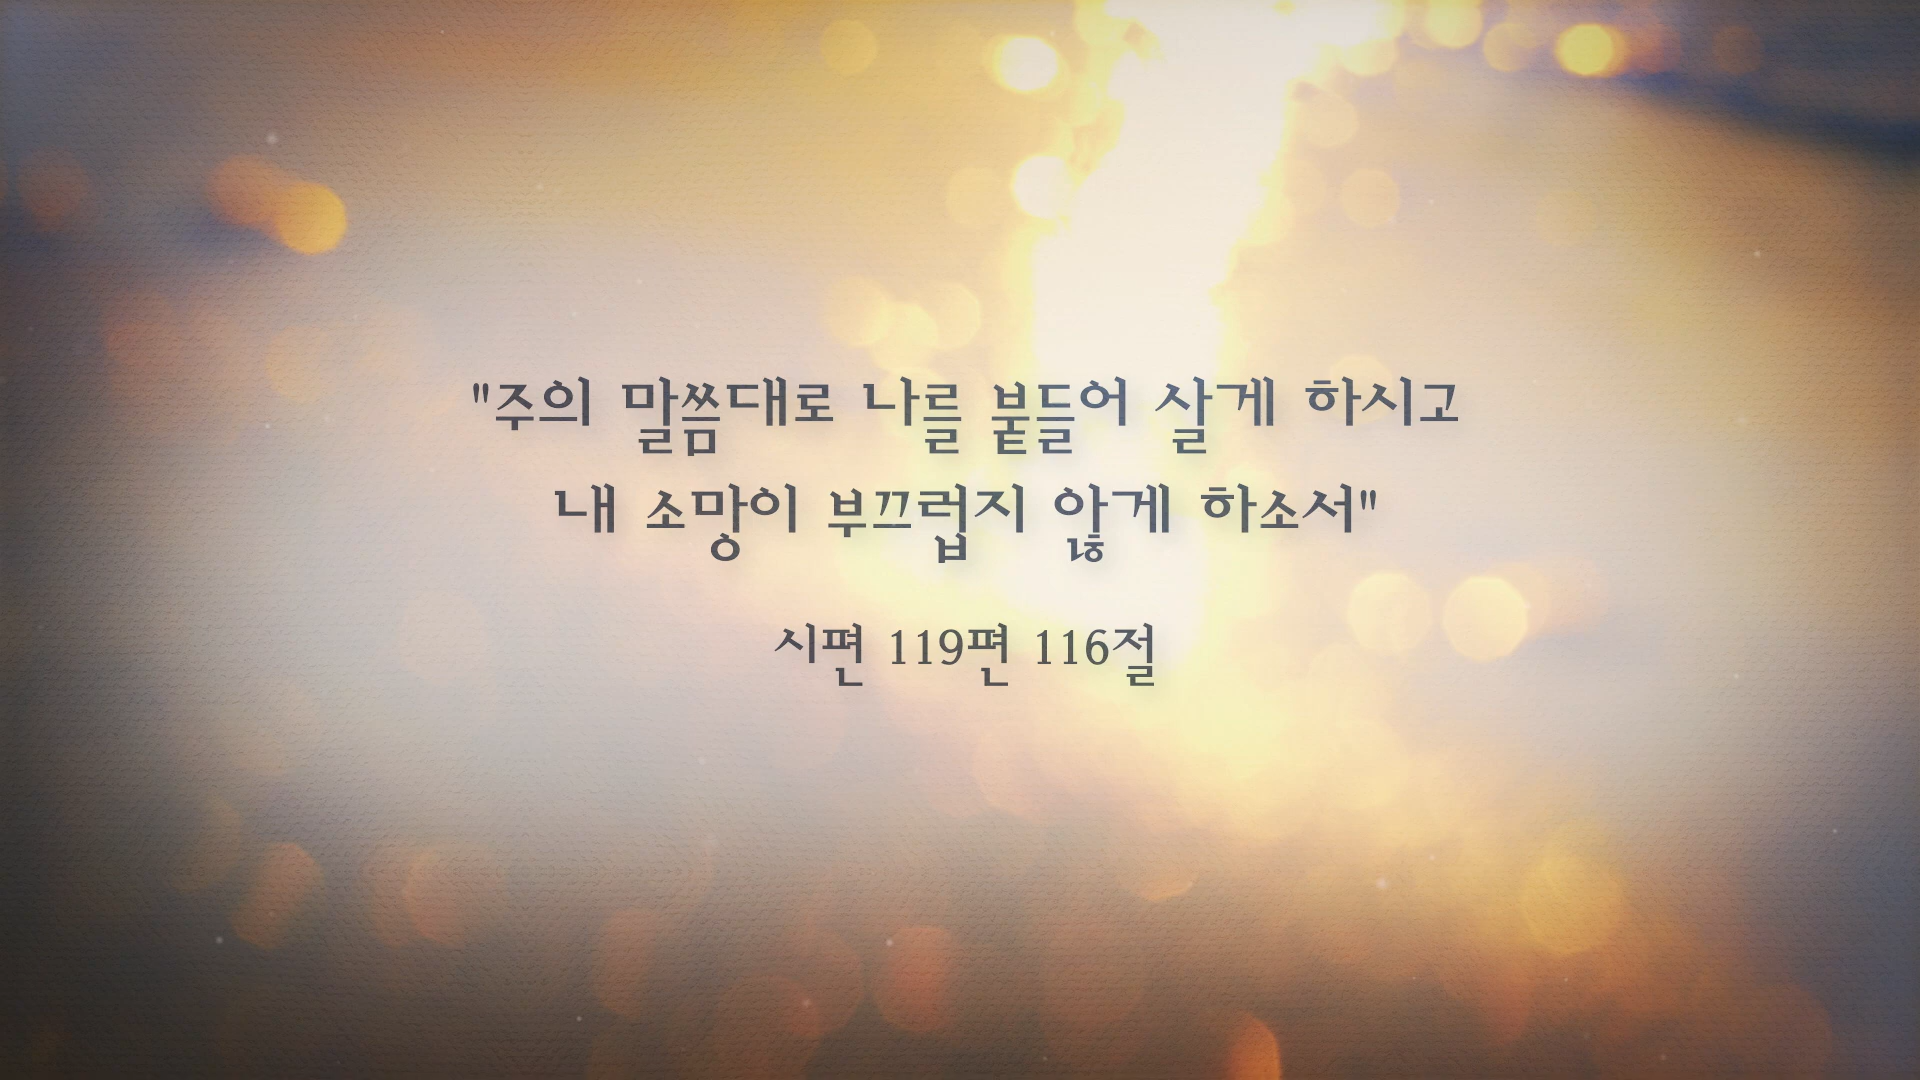 "주의 말씀대로 나를 붙들어 살게 하시고
내 소망이 부끄럽지 않게 하소서"
시편 119편 116절